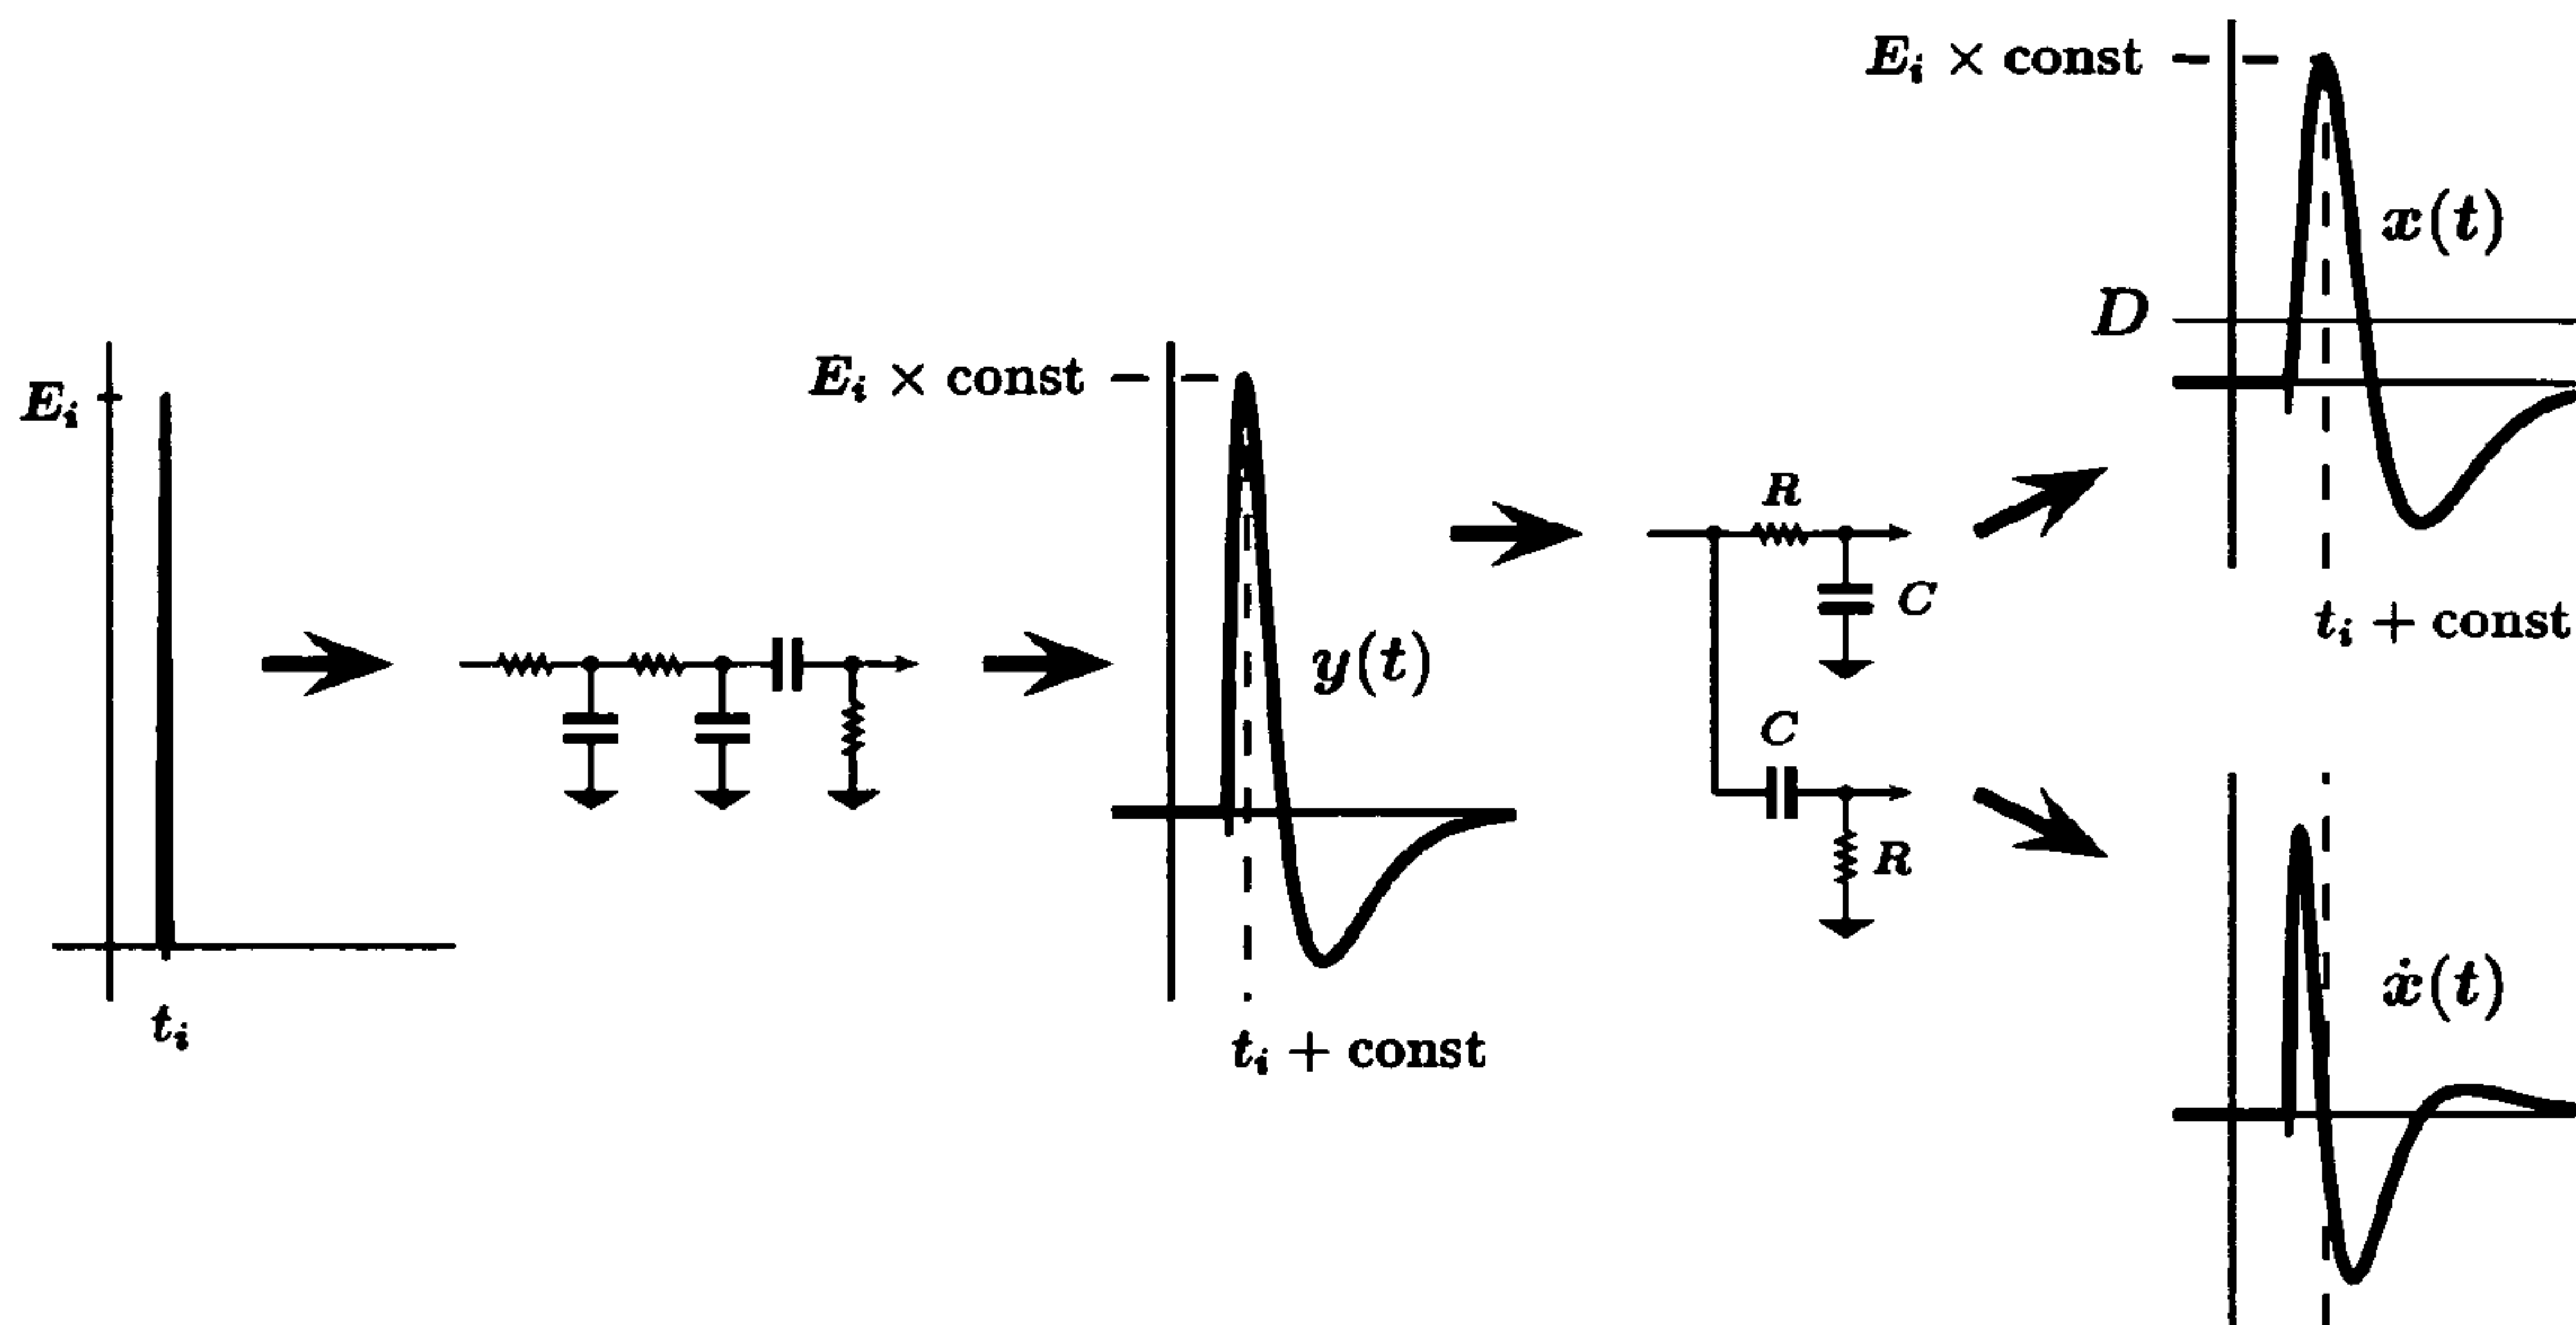 E_i
t_i
E_i × const
y(t)
t_i + const
R
C
C
R
E_i × const
x(t)
D
t_i + const
ẋ(t)